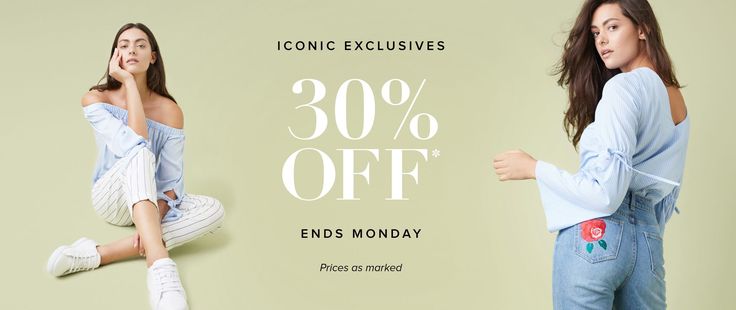 ICONIC EXCLUSIVES
30%
OFF*
ENDS MONDAY
Prices as marked